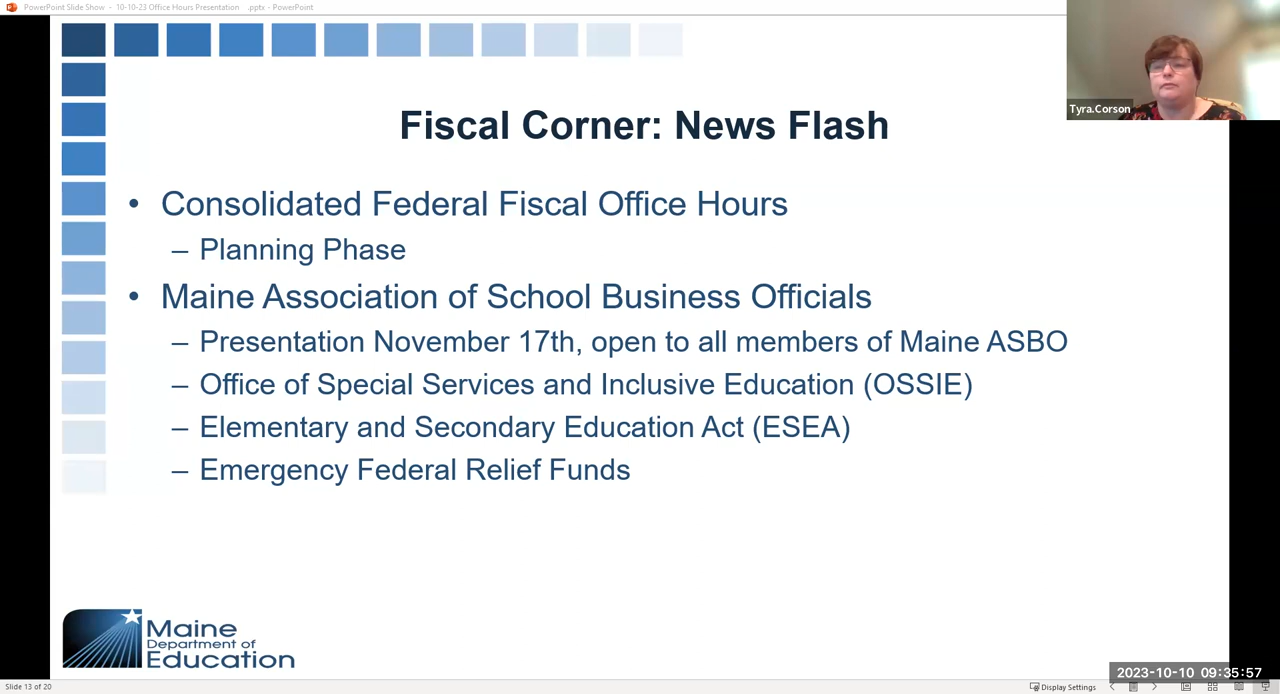 PowerPoint Slide Show - 10-10-23 Office Hours Presentation .pptx - PowerPoint
Tyra.Corson
Fiscal Corner: News Flash
• Consolidated Federal Fiscal Office Hours
– Planning Phase
• Maine Association of School Business Officials
– Presentation November 17th, open to all members of Maine ASBO
– Office of Special Services and Inclusive Education (OSSIE)
– Elementary and Secondary Education Act (ESEA)
– Emergency Federal Relief Funds
Maine
Department of
Education
2023-10-10 09:35:57
Slide 13 of 20
Display Settings